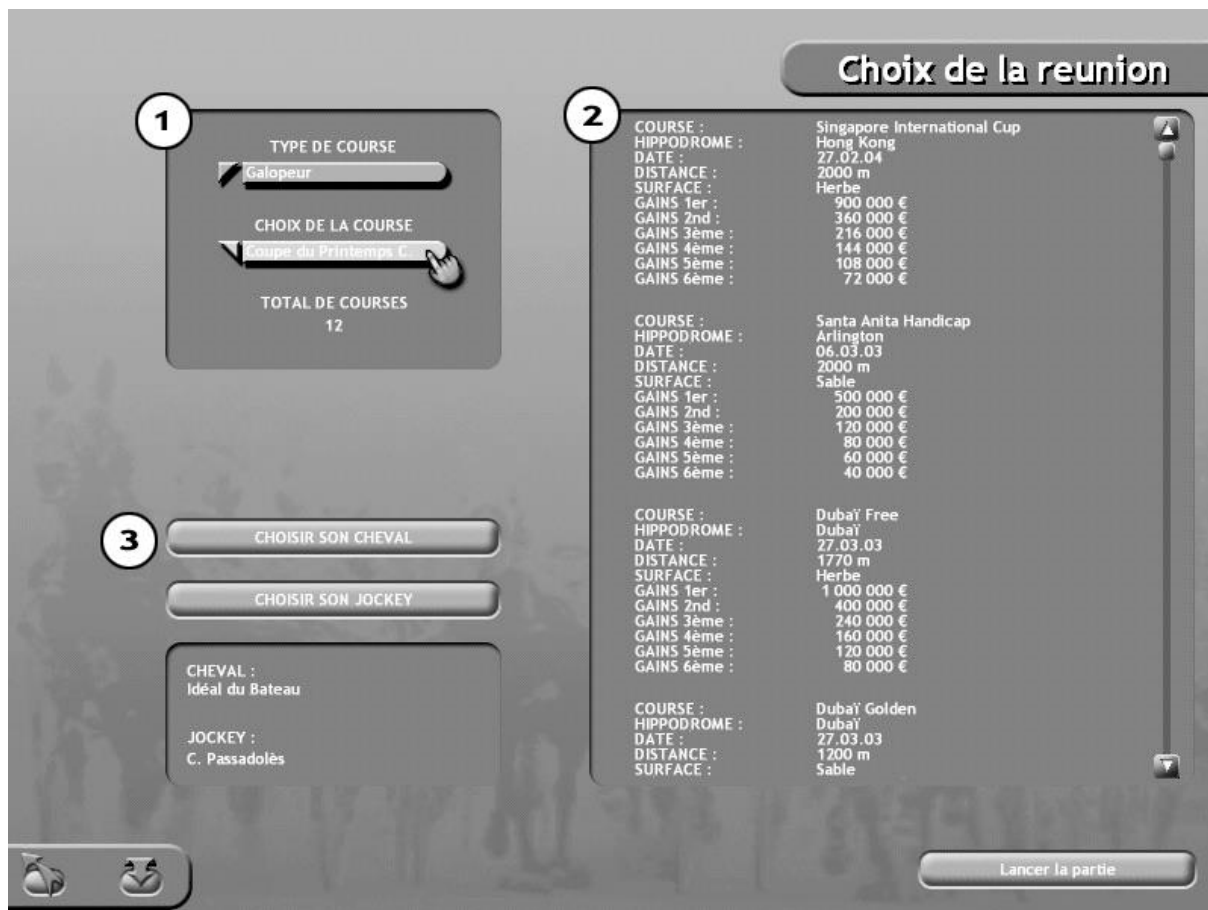 Choix de la reunion
1
TYPE DE COURSE
Galopeur
CHOIX DE LA COURSE
Coupe du Printemps C.
TOTAL DE COURSES
12
2
COURSE : Singapore International Cup
HIPPODROME : Hong Kong
DATE : 27.02.04
DISTANCE : 2000 m
SURFACE : Herbe
GAINS 1er : 900 000 €
GAINS 2nd : 360 000 €
GAINS 3ème : 216 000 €
GAINS 4ème : 144 000 €
GAINS 5ème : 108 000 €
GAINS 6ème : 72 000 €
COURSE : Santa Anita Handicap
HIPPODROME : Arlington
DATE : 06.03.03
DISTANCE : 2000 m
SURFACE : Sable
GAINS 1er : 500 000 €
GAINS 2nd : 200 000 €
GAINS 3ème : 120 000 €
GAINS 4ème : 80 000 €
GAINS 5ème : 60 000 €
GAINS 6ème : 40 000 €
COURSE : Dubaï Free
HIPPODROME : Dubaï
DATE : 27.03.03
DISTANCE : 1770 m
SURFACE : Herbe
GAINS 1er : 1 000 000 €
GAINS 2nd : 400 000 €
GAINS 3ème : 240 000 €
GAINS 4ème : 160 000 €
GAINS 5ème : 120 000 €
GAINS 6ème : 80 000 €
COURSE : Dubaï Golden
HIPPODROME : Dubaï
DATE : 27.03.03
DISTANCE : 1200 m
SURFACE : Sable
3
CHOISIR SON CHEVAL
CHOISIR SON JOCKEY
CHEVAL :
Idéal du Bateau
JOCKEY :
C. Passadolès
Lancer la partie